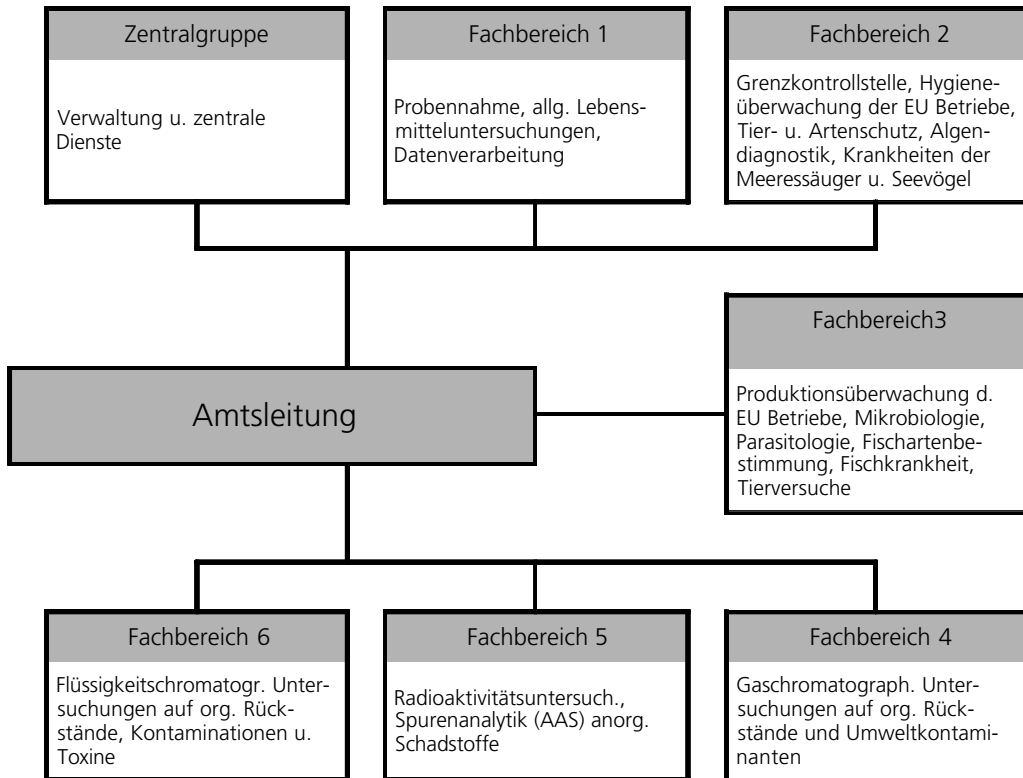 Zentralgruppe
Verwaltung u. zentrale
Dienste
Fachbereich 1
Probennahme, allg. Lebens-
mitteluntersuchungen,
Datenverarbeitung
Fachbereich 2
Grenzkontrollstelle, Hygiene-
überwachung der EU Betriebe,
Tier- u. Artenschutz, Algen-
diagnostik, Krankheiten der
Meeressäuger u. Seevögel
Amtsleitung
Fachbereich3
Produktionsüberwachung d.
EU Betriebe, Mikrobiologie,
Parasitologie, Fischartenbe-
stimmung, Fischkrankheit,
Tierversuche
Fachbereich 6
Flüssigkeitschromatogr. Unter-
suchungen auf org. Rück-
stände, Kontaminationen u.
Toxine
Fachbereich 5
Radioaktivitätsuntersuch.,
Spurenanalytik (AAS) anorg.
Schadstoffe
Fachbereich 4
Gaschromatograph. Unter-
suchungen auf org. Rück-
stände und Umweltkontami-
nanten